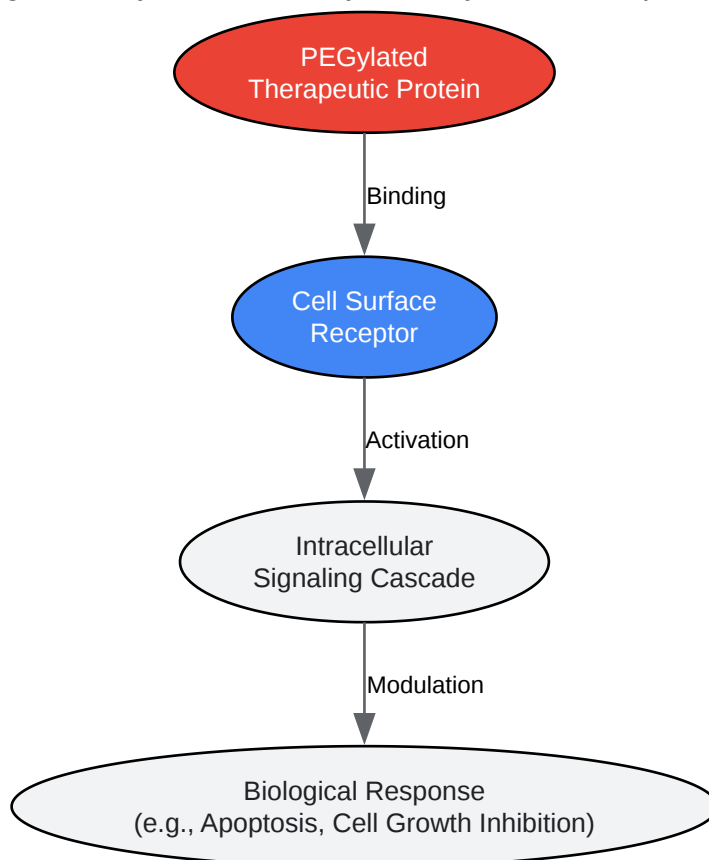 PEGylated
Therapeutic Protein
Binding
Cell Surface
Receptor
Activation
Intracellular
Signaling Cascade
Modulation
Biological Response
(e.g., Apoptosis, Cell Growth Inhibition)